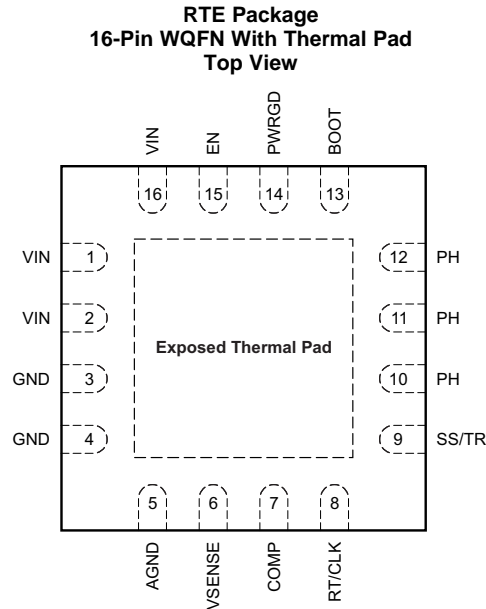 RTE Package
16-Pin WQFN With Thermal Pad
Top View
VIN
EN
PWRGD
BOOT
16
15
14
13
VIN 1
12 PH
VIN 2
11 PH
GND 3
Exposed Thermal Pad
10 PH
GND 4
9 SS/TR
5
6
7
8
AGND
VSENSE
COMP
RT/CLK